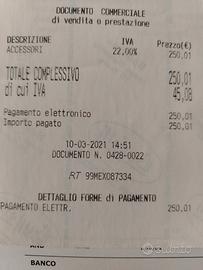 DOCUMENTO COMMERCIALE
di vendita o prestazione
DESCRIZIONE IVA Prezzo(€)
ACCESSORI 22,00% 250,01
TOTALE COMPLESSIVO 250,01
di cui IVA 45,08
Pagamento elettronico 250,01
Importo pagato 250,01
10-03-2021 14:51
DOCUMENTO N. 0428-0022
RT 99MEX087334
DETTAGLIO FORME di PAGAMENTO
PAGAMENTO ELETTR. 250,01
BANCO
subito